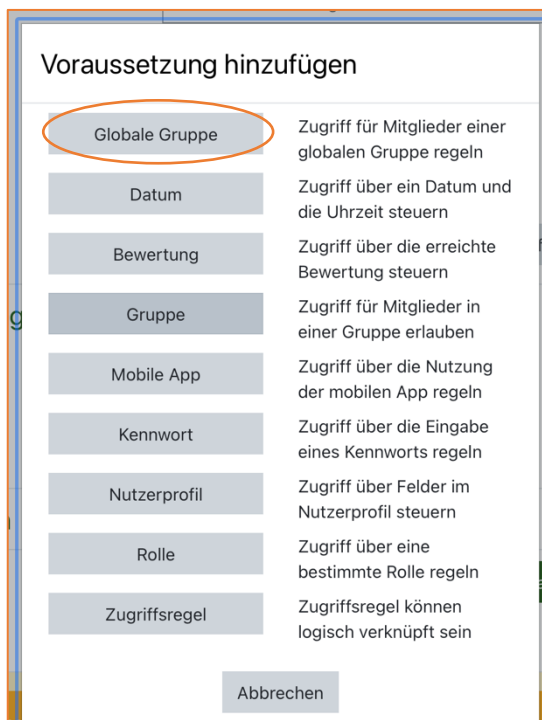 Voraussetzung hinzufügen
Globale Gruppe
Zugriff für Mitglieder einer
globalen Gruppe regeln
Datum
Zugriff über ein Datum und
die Uhrzeit steuern
Bewertung
Zugriff über die erreichte
Bewertung steuern
Gruppe
Zugriff für Mitglieder in
einer Gruppe erlauben
Mobile App
Zugriff über die Nutzung
der mobilen App regeln
Kennwort
Zugriff über die Eingabe
eines Kennworts regeln
Nutzerprofil
Zugriff über Felder im
Nutzerprofil steuern
Rolle
Zugriff über eine
bestimmte Rolle regeln
Zugriffsregel
Zugriffsregel können
logisch verknüpft sein
Abbrechen